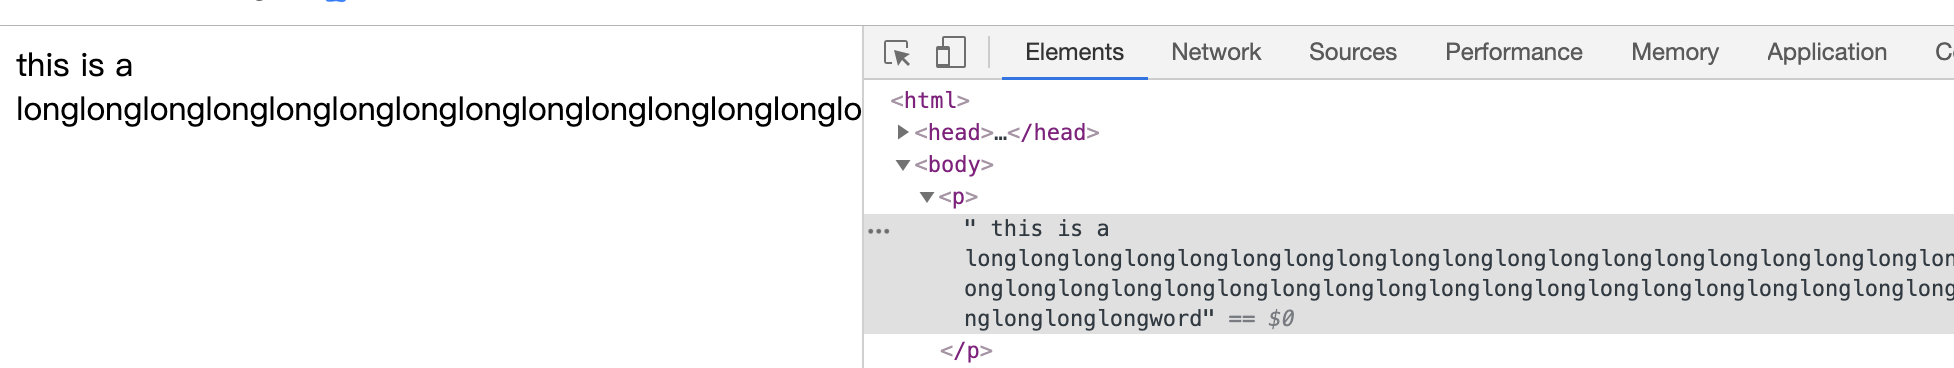 this is a
longlonglonglonglonglonglonglonglonglonglonglonglonglo
Elements Network Sources Performance Memory Application
<html>
▶<head>…</head>
▼<body>
▼<p>
" this is a
longlonglonglonglonglonglonglonglonglonglonglonglonglonglonglonglonglonglon
onglonglonglonglonglonglonglonglonglonglonglonglonglonglonglonglonglonglong
nglonglonglongword" == $0
</p>